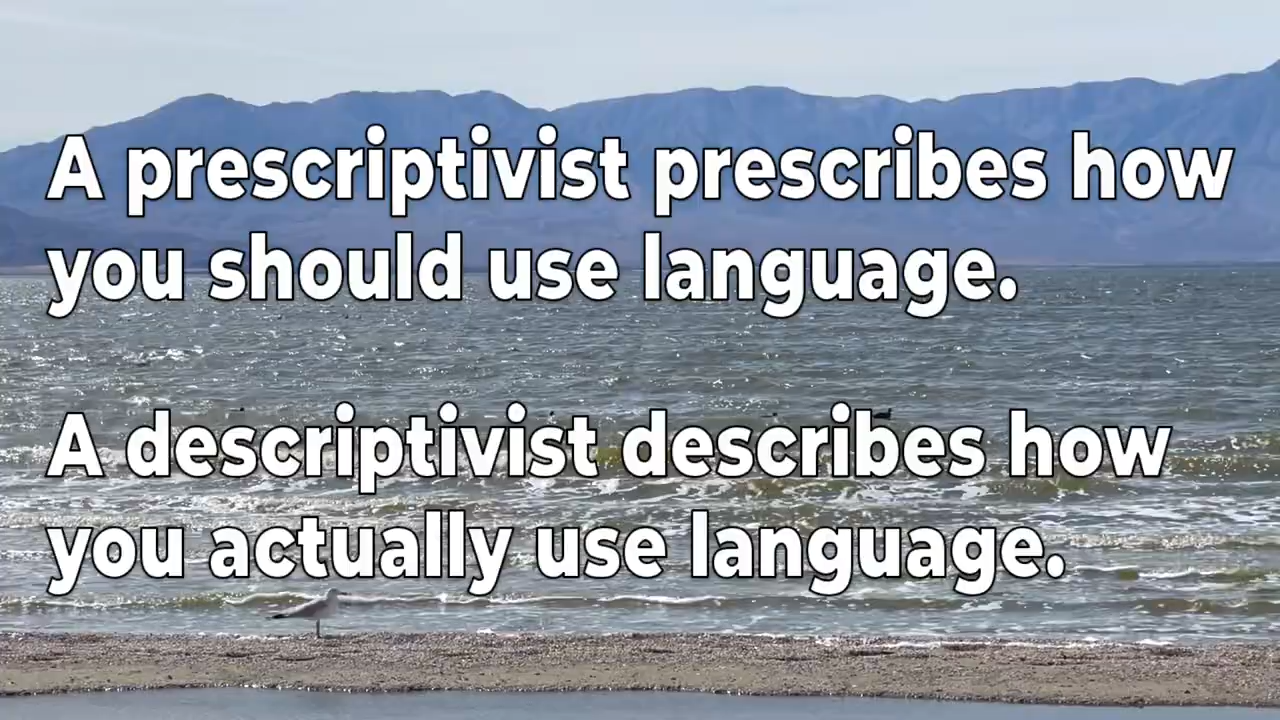 A prescriptivist prescribes how
you should use language.
A descriptivist describes how
you actually use language.